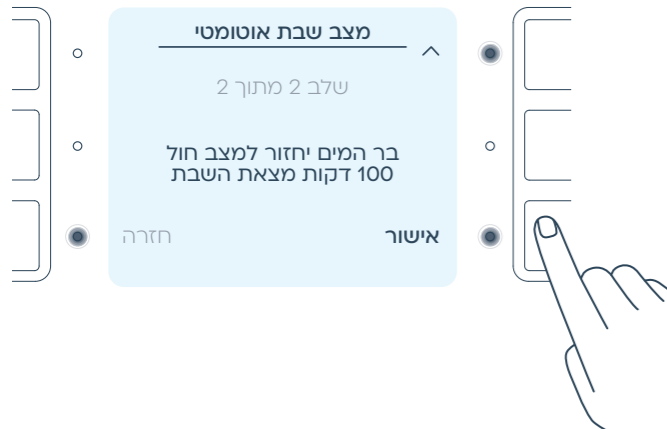 מצב שבת אוטומטי
שלב 2 מתוך 2
בר המים יחזור למצב חול
100 דקות מצאת השבת
אישור
חזרה